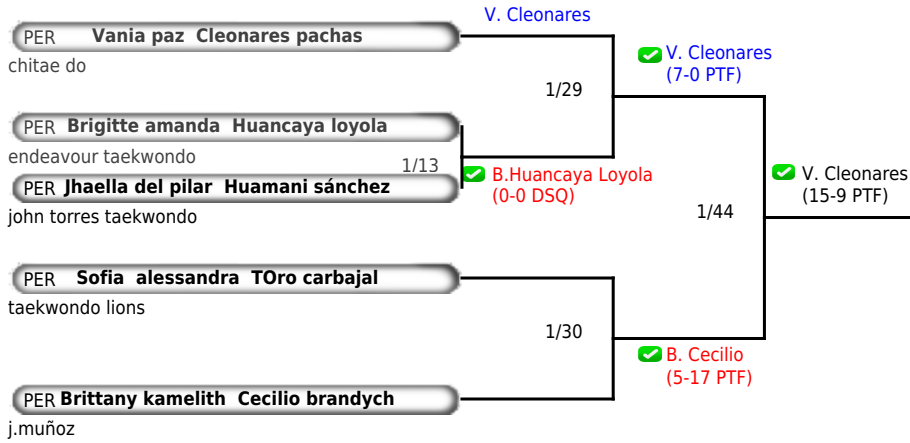 V. Cleonares
PER Vania paz Cleonares pachas
chitae do
V. Cleonares
(7-0 PTF)
1/29
PER Brigitte amanda Huancaya loyola
endeavour taekwondo
1/13
B.Huancaya Loyola
(0-0 DSQ)
V. Cleonares
(15-9 PTF)
PER Jhaella del pilar Huamani sánchez
john torres taekwondo
1/44
PER Sofia alessandra TOro carbajal
taekwondo lions
1/30
B. Cecilio
(5-17 PTF)
PER Brittany kamelith Cecilio brandych
j.muñoz